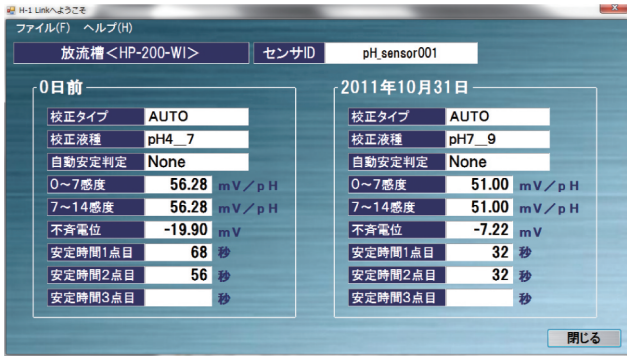 H-1 Linkへようこそ
ファイル(F) ヘルプ(H)
放流槽<HP-200-WI> センサID pH_sensor001
0日前
校正タイプ AUTO
校正液種 pH4__7
自動安定判定 None
0~7感度 56.28 mV/pH
7~14感度 56.28 mV/pH
不斉電位 -19.90 mV
安定時間1点目 68 秒
安定時間2点目 56 秒
安定時間3点目 秒
2011年10月31日
校正タイプ AUTO
校正液種 pH7__9
自動安定判定 None
0~7感度 51.00 mV/pH
7~14感度 51.00 mV/pH
不斉電位 -7.22 mV
安定時間1点目 32 秒
安定時間2点目 32 秒
安定時間3点目 秒
閉じる